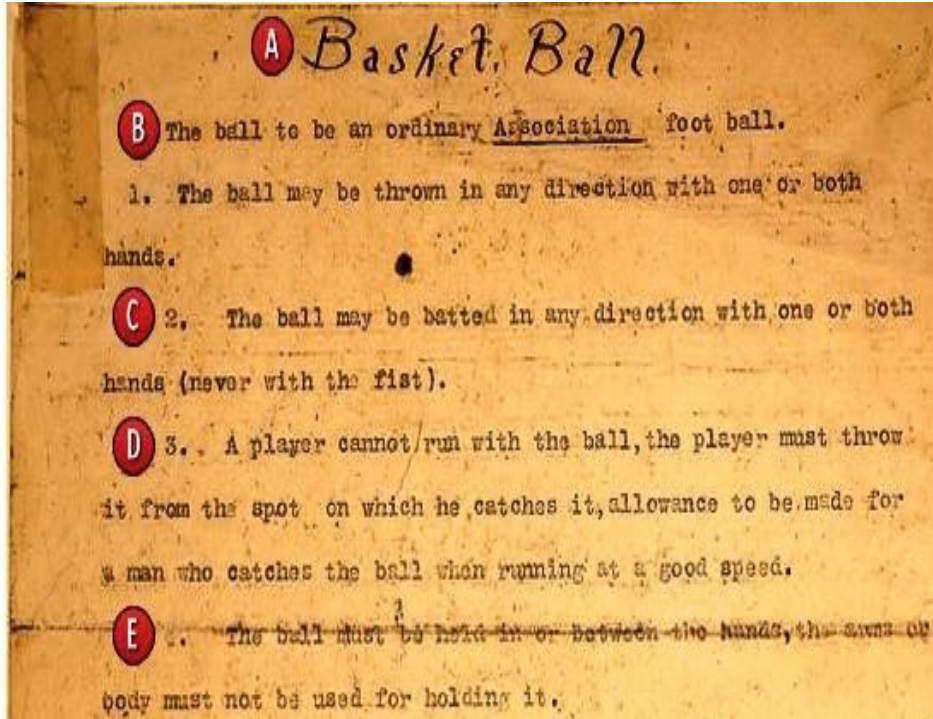 A Basket. Ball.
B The ball to be an ordinary Association foot ball.
1. The ball may be thrown in any direction with one or both
hands.
C 2. The ball may be batted in any direction with one or both
hands (never with the fist).
D 3. A player cannot run with the ball, the player must throw
it from the spot on which he catches it, allowance to be made for
a man who catches the ball when running at a good speed.
E The ball must be held in or between the hands, the arms or
body must not be used for holding it.